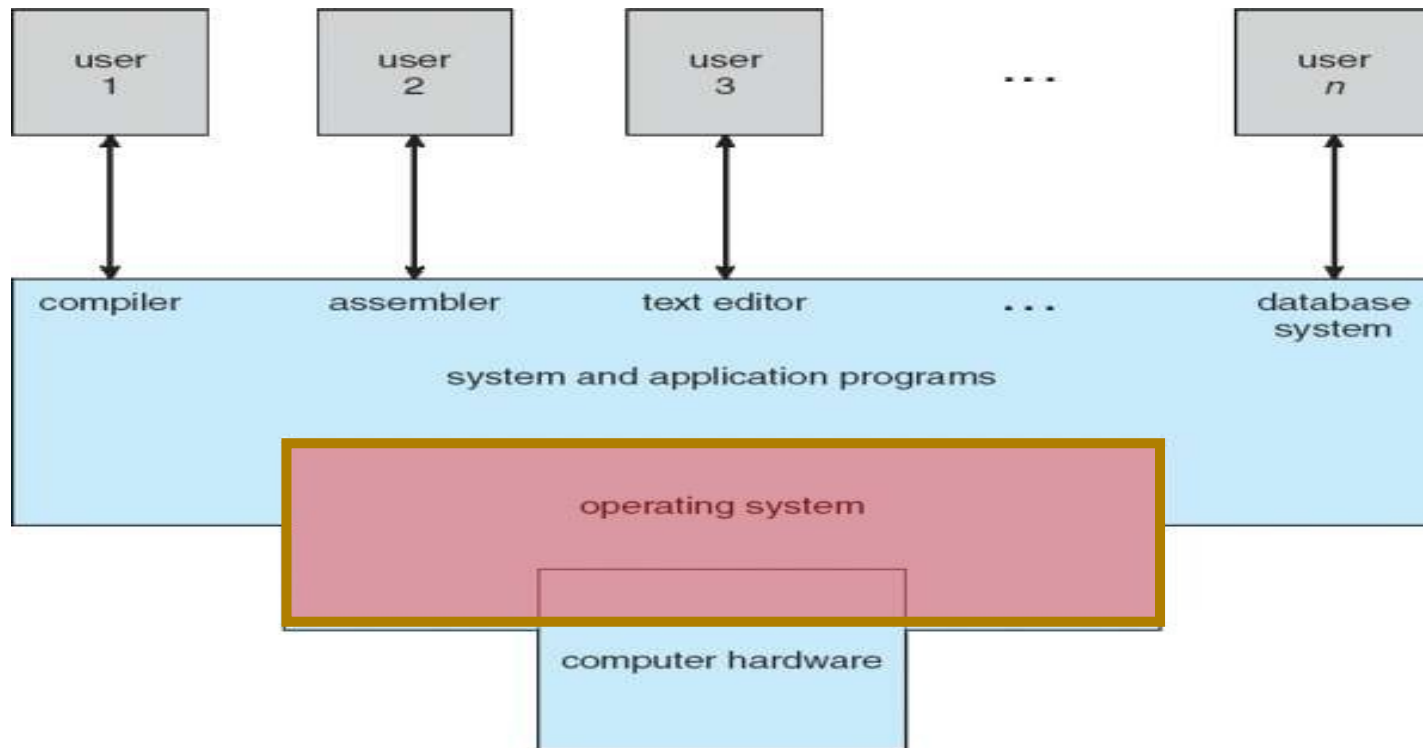 user
1
user
2
user
3
...
user
n
compiler
assembler
text editor
...
database
system
system and application programs
operating system
computer hardware